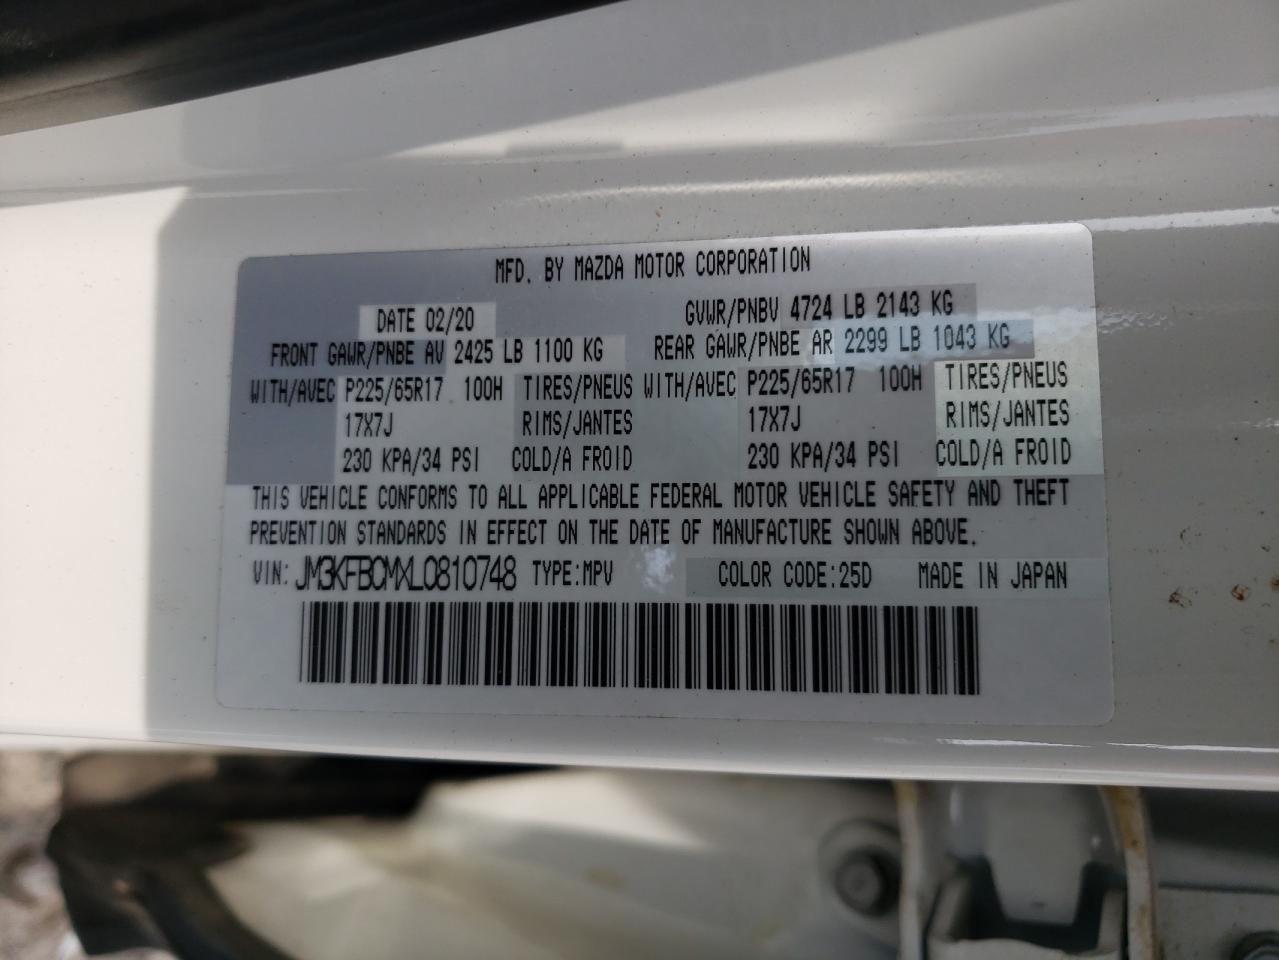 MFD. BY MAZDA MOTOR CORPORATION
DATE 02/20 GVWR/PNBV 4724 LB 2143 KG
FRONT GAWR/PNBE AV 2425 LB 1100 KG REAR GAWR/PNBE AR 2299 LB 1043 KG
WITH/AVEC P225/65R17 100H TIRES/PNEUS WITH/AVEC P225/65R17 100H TIRES/PNEUS
17X7J RIMS/JANTES 17X7J RIMS/JANTES
230 KPA/34 PSI COLD/A FROID 230 KPA/34 PSI COLD/A FROID
THIS VEHICLE CONFORMS TO ALL APPLICABLE FEDERAL MOTOR VEHICLE SAFETY AND THEFT
PREVENTION STANDARDS IN EFFECT ON THE DATE OF MANUFACTURE SHOWN ABOVE.
VIN: JM3KFBCMXL0810748 TYPE:MPV COLOR CODE:25D MADE IN JAPAN